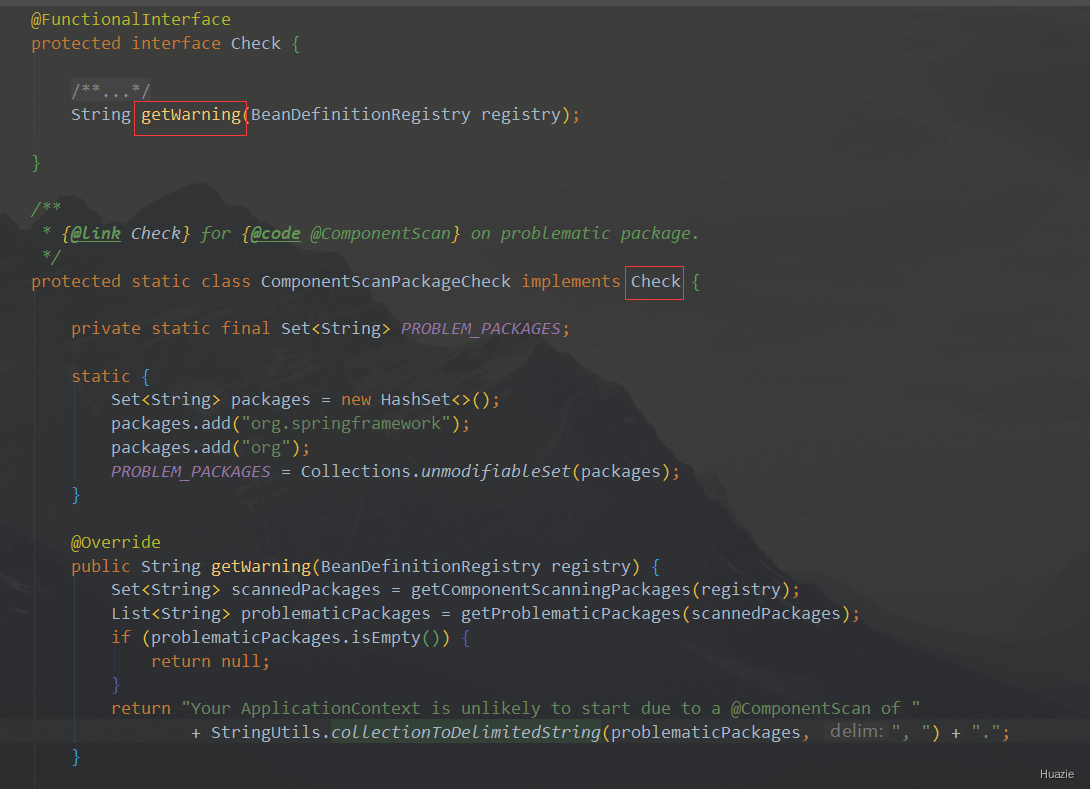 @FunctionalInterface
protected interface Check {
/**...*/
String getWarning(BeanDefinitionRegistry registry);
}
/**
* {@link Check} for {@code @ComponentScan} on problematic package.
*/
protected static class ComponentScanPackageCheck implements Check {
private static final Set<String> PROBLEM_PACKAGES;
static {
Set<String> packages = new HashSet<>();
packages.add("org.springframework");
packages.add("org");
PROBLEM_PACKAGES = Collections.unmodifiableSet(packages);
}
@Override
public String getWarning(BeanDefinitionRegistry registry) {
Set<String> scannedPackages = getComponentScanningPackages(registry);
List<String> problematicPackages = getProblematicPackages(scannedPackages);
if (problematicPackages.isEmpty()) {
return null;
}
return "Your ApplicationContext is unlikely to start due to a @ComponentScan of "
+ StringUtils.collectionToDelimitedString(problematicPackages, delim: ", ") + ".";
}
Huazie